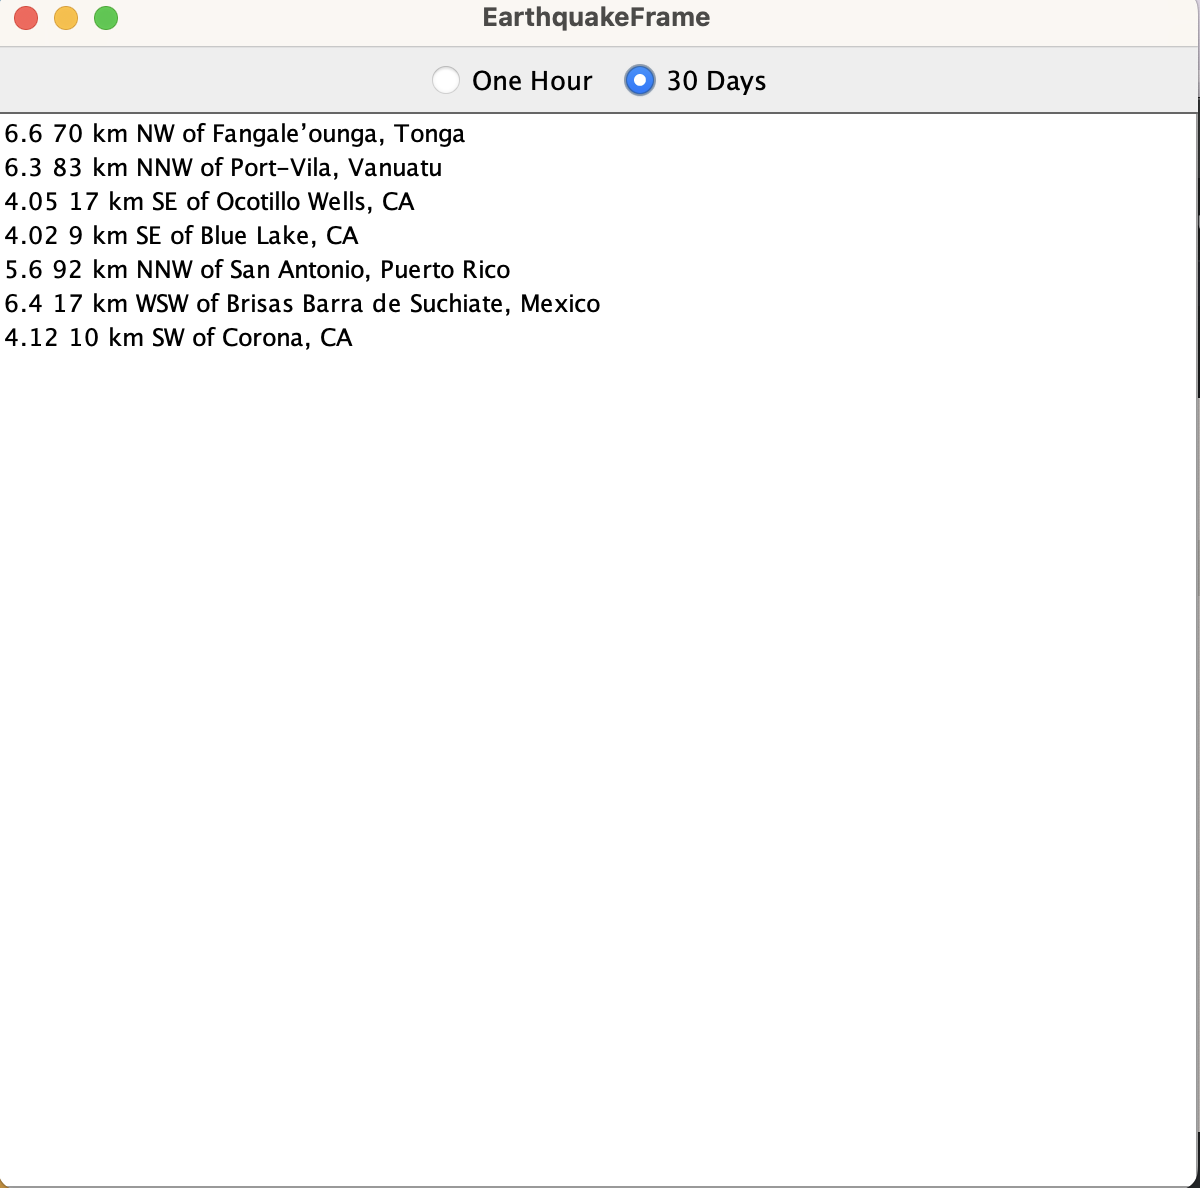 EarthquakeFrame
One Hour 30 Days
6.6 70 km NW of Fangale’ounga, Tonga
6.3 83 km NNW of Port-Vila, Vanuatu
4.05 17 km SE of Ocotillo Wells, CA
4.02 9 km SE of Blue Lake, CA
5.6 92 km NNW of San Antonio, Puerto Rico
6.4 17 km WSW of Brisas Barra de Suchiate, Mexico
4.12 10 km SW of Corona, CA